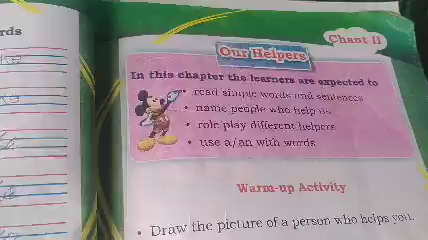 rds
Chant II
Our Helpers
In this chapter the learners are expected to
• read simple words and sentences
• name people who help us
• role play different helpers
• use a/an with words
Warm-up Activity
• Draw the picture of a person who helps you.